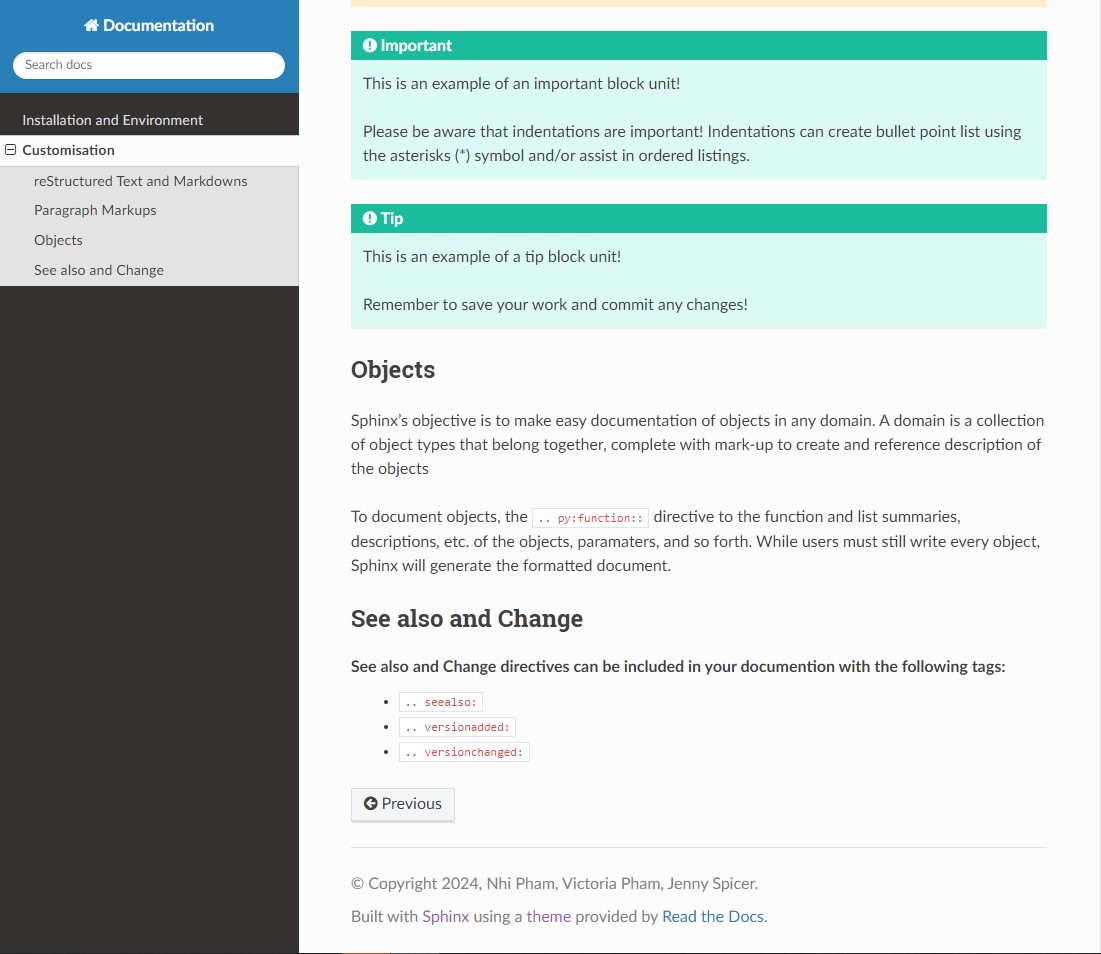 Documentation
Search docs
Installation and Environment
Customisation
reStructured Text and Markdowns
Paragraph Markups
Objects
See also and Change
Important
This is an example of an important block unit!
Please be aware that indentations are important! Indentations can create bullet point list using
the asterisks (*) symbol and/or assist in ordered listings.
Tip
This is an example of a tip block unit!
Remember to save your work and commit any changes!
Objects
Sphinx’s objective is to make easy documentation of objects in any domain. A domain is a collection
of object types that belong together, complete with mark-up to create and reference description of
the objects
To document objects, the .. py:function:: directive to the function and list summaries,
descriptions, etc. of the objects, paramaters, and so forth. While users must still write every object,
Sphinx will generate the formatted document.
See also and Change
See also and Change directives can be included in your documention with the following tags:
• .. seealso:
• .. versionadded:
• .. versionchanged:
Previous
© Copyright 2024, Nhi Pham, Victoria Pham, Jenny Spicer.
Built with Sphinx using a theme provided by Read the Docs.